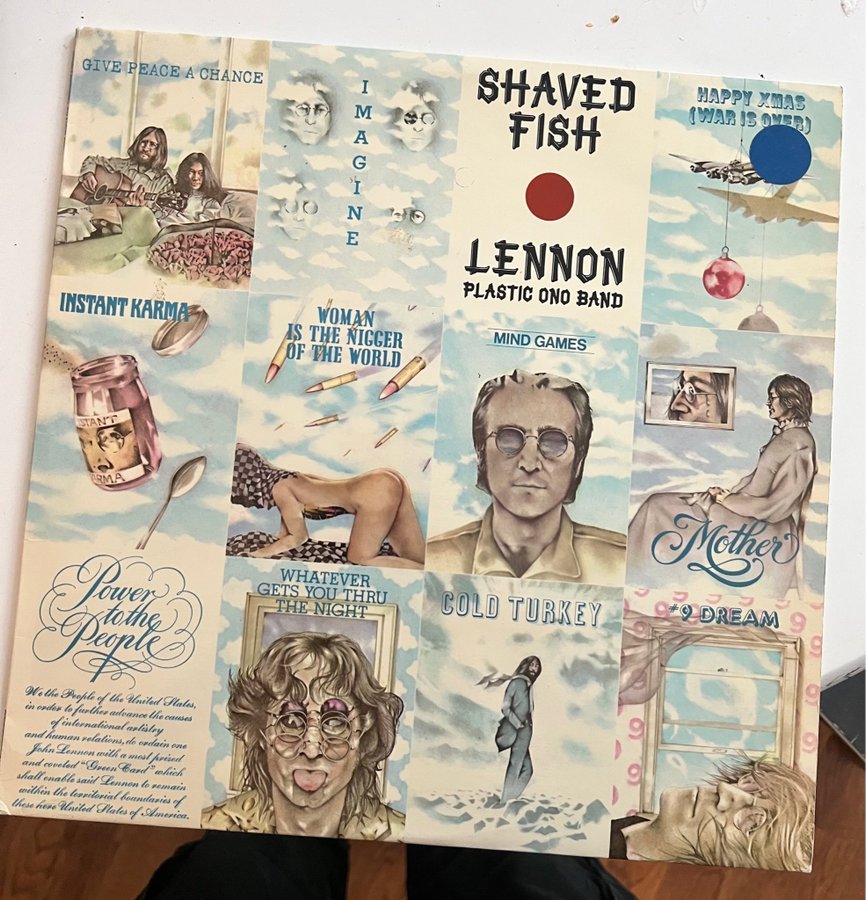 GIVE PEACE A CHANCE
IMAGINE
SHAVED
FISH
LENNON
PLASTIC ONO BAND
HAPPY XMAS
(WAR IS OVER)
INSTANT KARMA
WOMAN
IS THE NIGGER
OF THE WORLD
MIND GAMES
Mother
Power
to the
People
We the People of the United States,
in order to further advance the causes
of international artistry
and human relations, do ordain one
John Lennon with a most prized
and coveted "Green Card" which
shall enable said Lennon to remain
within the territorial boundaries of
these here United States of America.
WHATEVER
GETS YOU THRU
THE NIGHT
COLD TURKEY
#9 DREAM